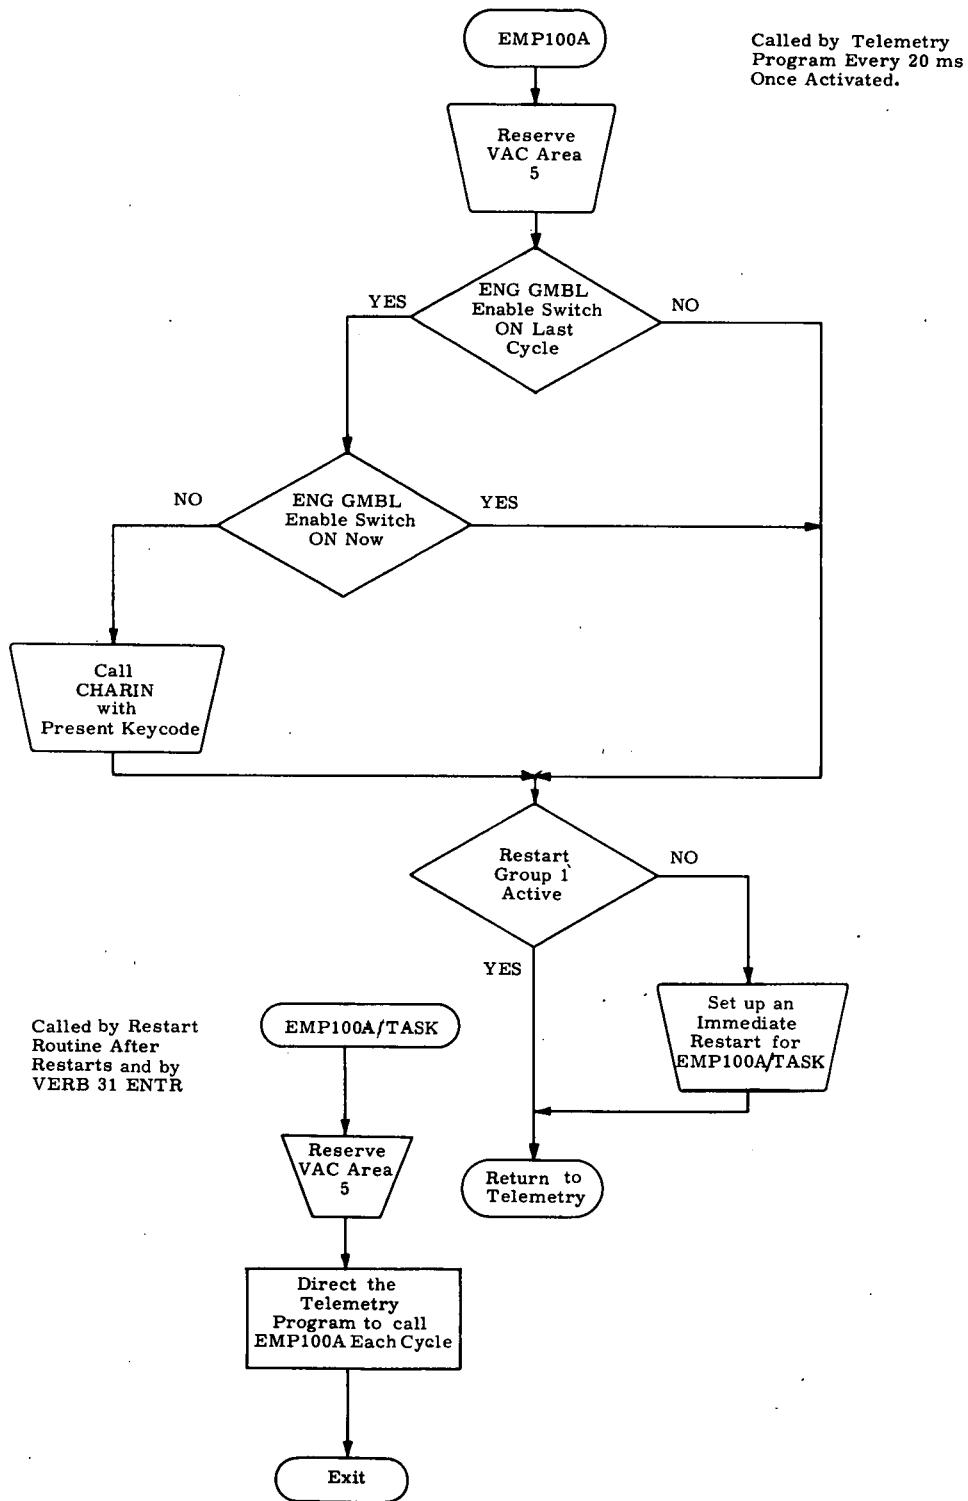 EMP100A
Called by Telemetry
Program Every 20 ms
Once Activated.
Reserve
VAC Area
5
ENG GMBL
Enable Switch
ON Last
Cycle
YES
NO
ENG GMBL
Enable Switch
ON Now
NO
YES
Call
CHARIN
with
Present Keycode
Restart
Group 1
Active
NO
YES
Set up an
Immediate
Restart for
EMP100A/TASK
Return to
Telemetry
Called by Restart
Routine After
Restarts and by
VERB 31 ENTR
EMP100A/TASK
Reserve
VAC Area
5
Direct the
Telemetry
Program to call
EMP100A Each Cycle
Exit